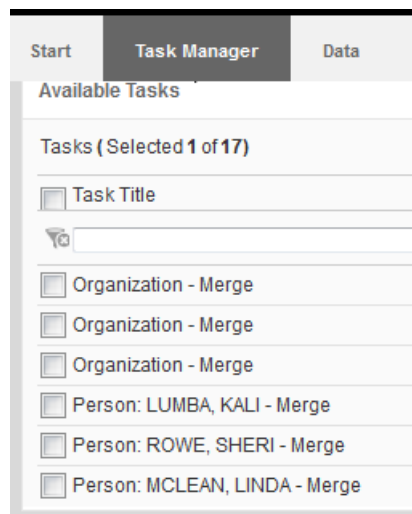 Start Task Manager Data
Available Tasks
Tasks (Selected 1 of 17)
Task Title
Organization - Merge
Organization - Merge
Organization - Merge
Person: LUMBA, KALI - Merge
Person: ROWE, SHERI - Merge
Person: MCLEAN, LINDA - Merge